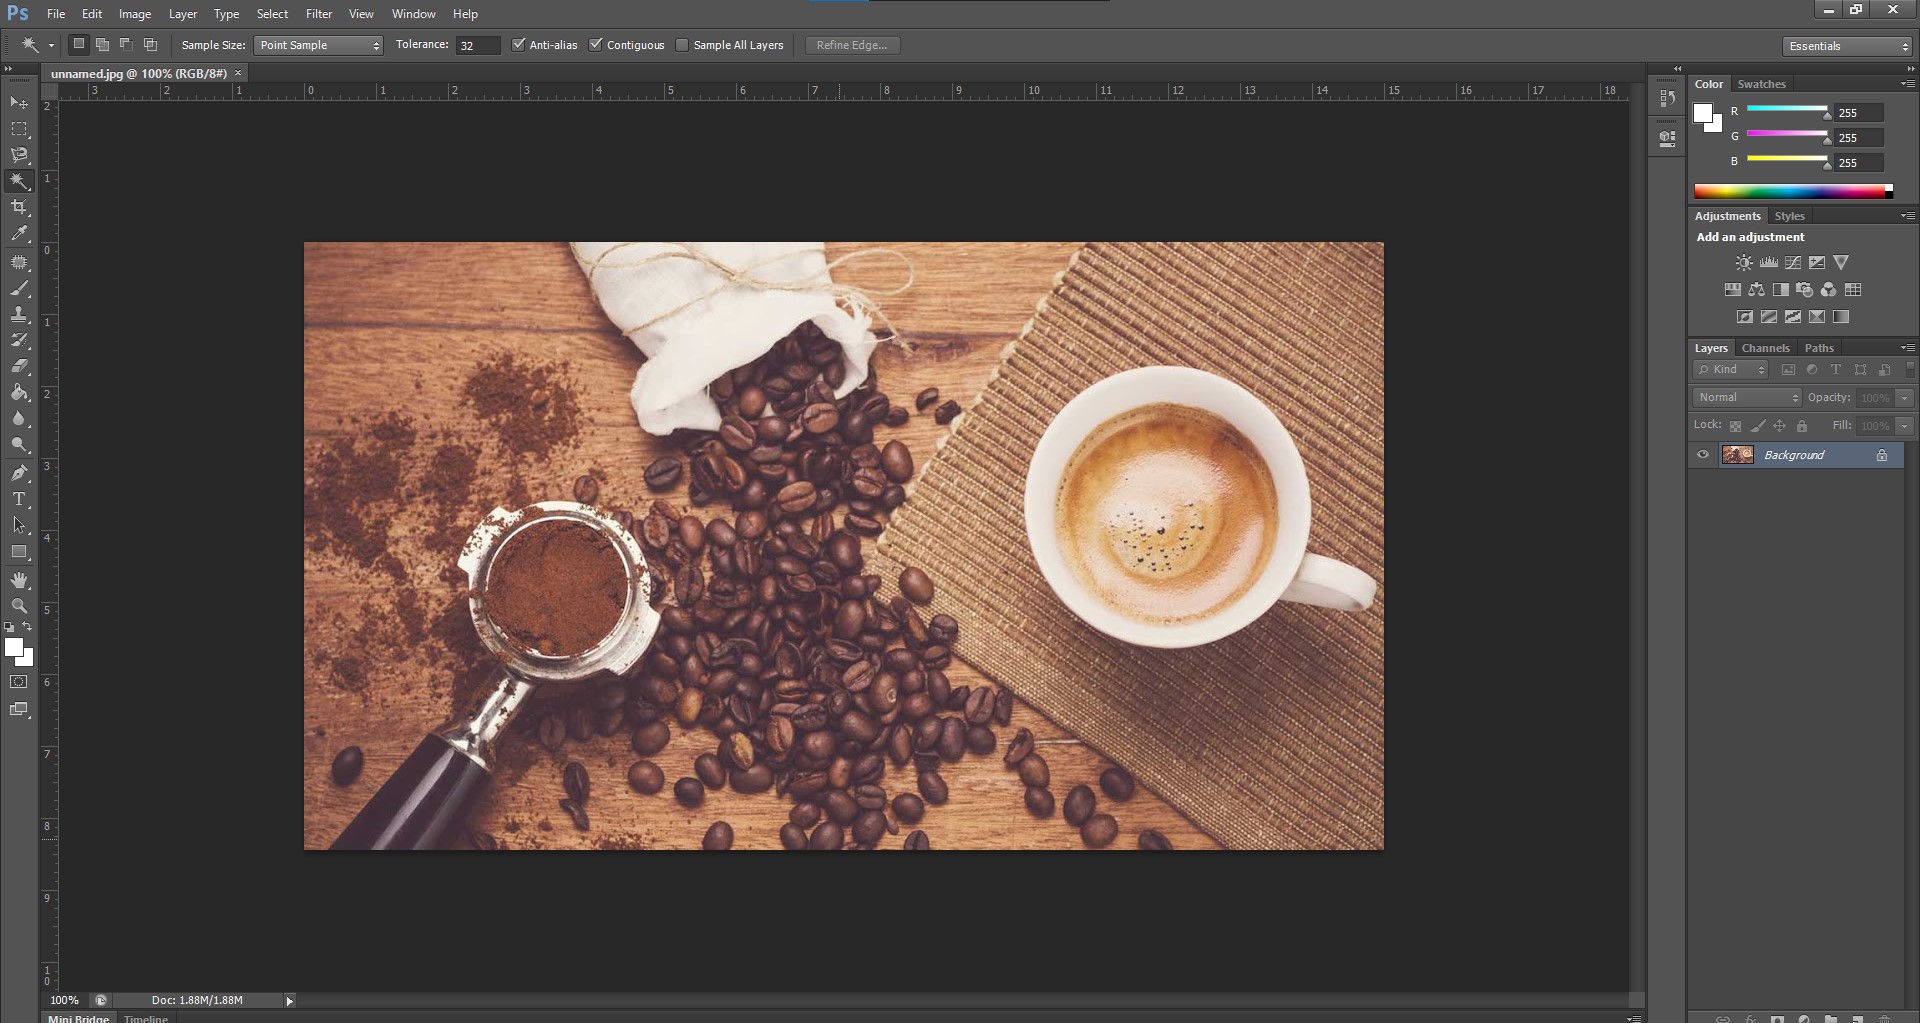 Ps File Edit Image Layer Type Select Filter View Window Help
Sample Size: Point Sample Tolerance: 32 Anti-alias Contiguous Sample All Layers Refine Edge... Essentials
unnamed.jpg @ 100% (RGB/8#) ×
3 2 1 0 1 2 3 4 5 6 7 8 9 10 11 12 13 14 15 16 17 18
2
1
0
1
2
3
4
5
6
7
8
9
10
Color Swatches
R 255
G 255
B 255
Adjustments Styles
Add an adjustment
Layers Channels Paths
Kind
Normal Opacity: 100%
Lock: Fill: 100%
Background
100% Doc: 1.88M/1.88M
Mini Bridge Timeline